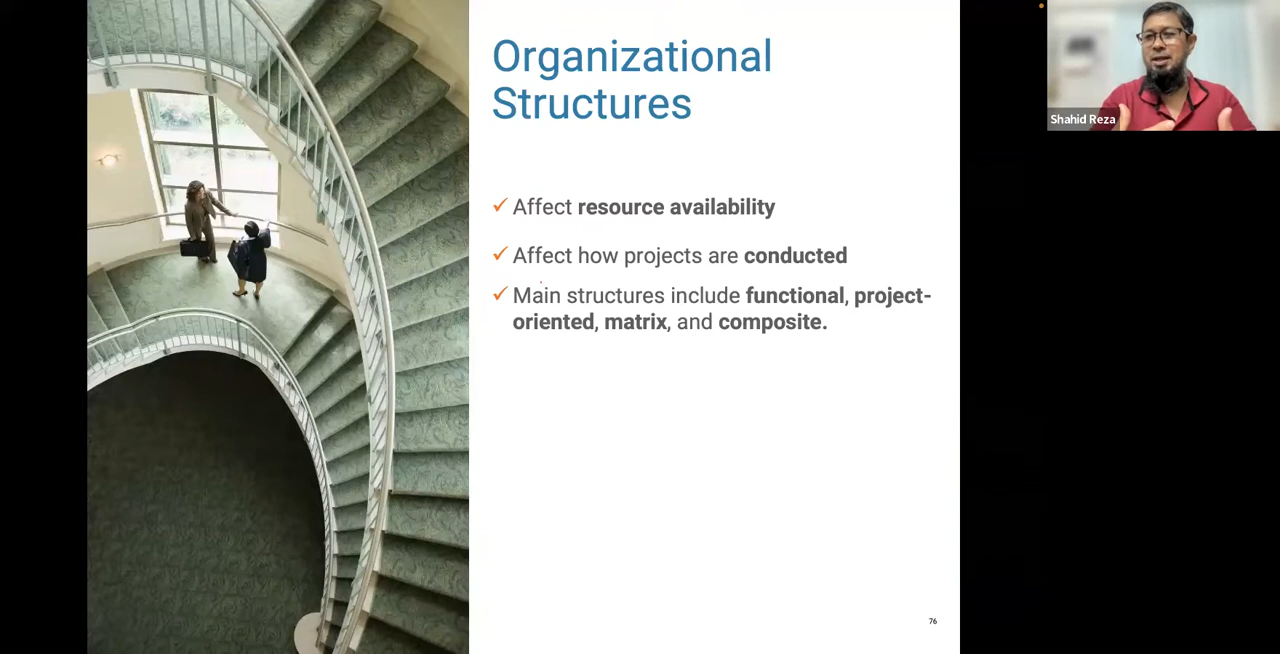 Organizational
Structures
✓ Affect resource availability
✓ Affect how projects are conducted
✓ Main structures include functional, project-
oriented, matrix, and composite.
76
Shahid Reza